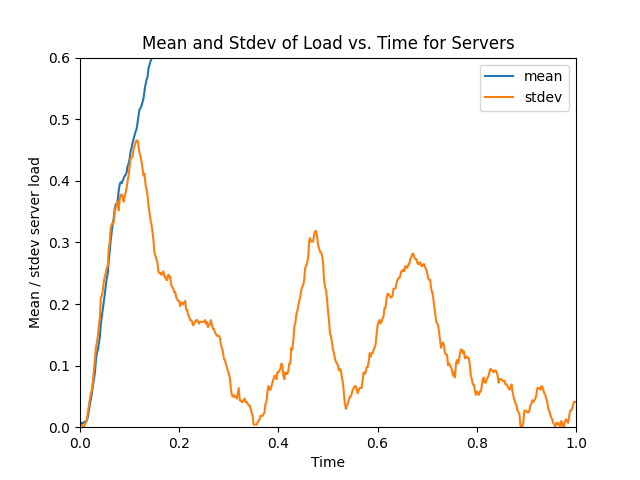 Mean and Stdev of Load vs. Time for Servers
mean
stdev
Mean / stdev server load
0.6
0.5
0.4
0.3
0.2
0.1
0.0
0.0 0.2 0.4 0.6 0.8 1.0
Time